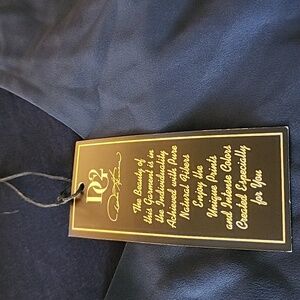 DG2
The Beauty of
this Garment is in
the Individuality
Achieved with Pure
Natural Fibers
Enjoy the
Unique Prints
and Intense Colors
Created Especially
for You